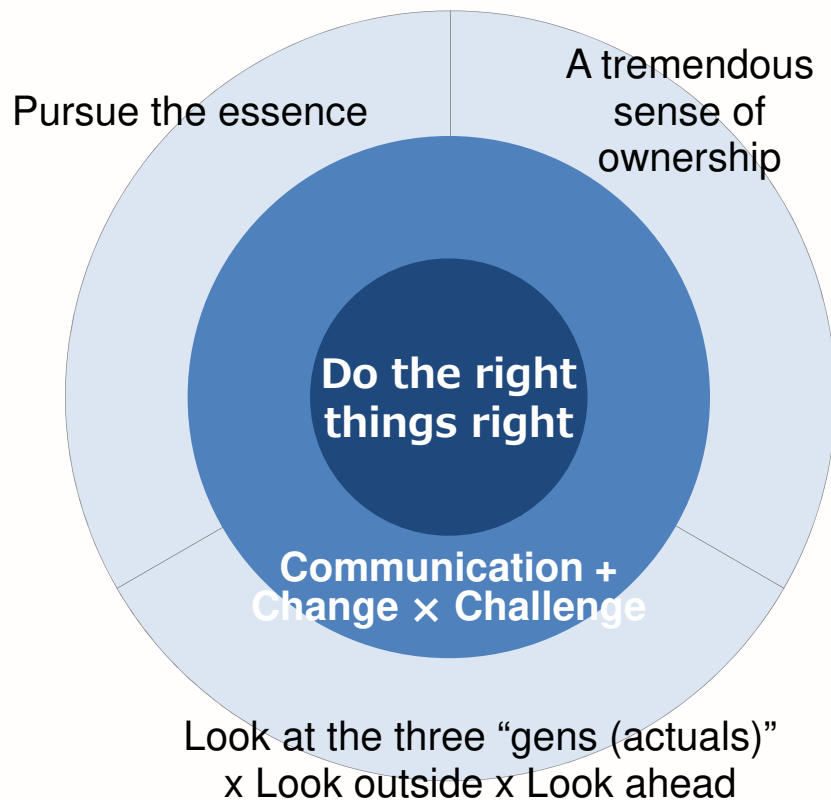 Pursue the essence
A tremendous
sense of
ownership
Do the right
things right
Communication +
Change × Challenge
Look at the three “gens (actuals)”
x Look outside x Look ahead